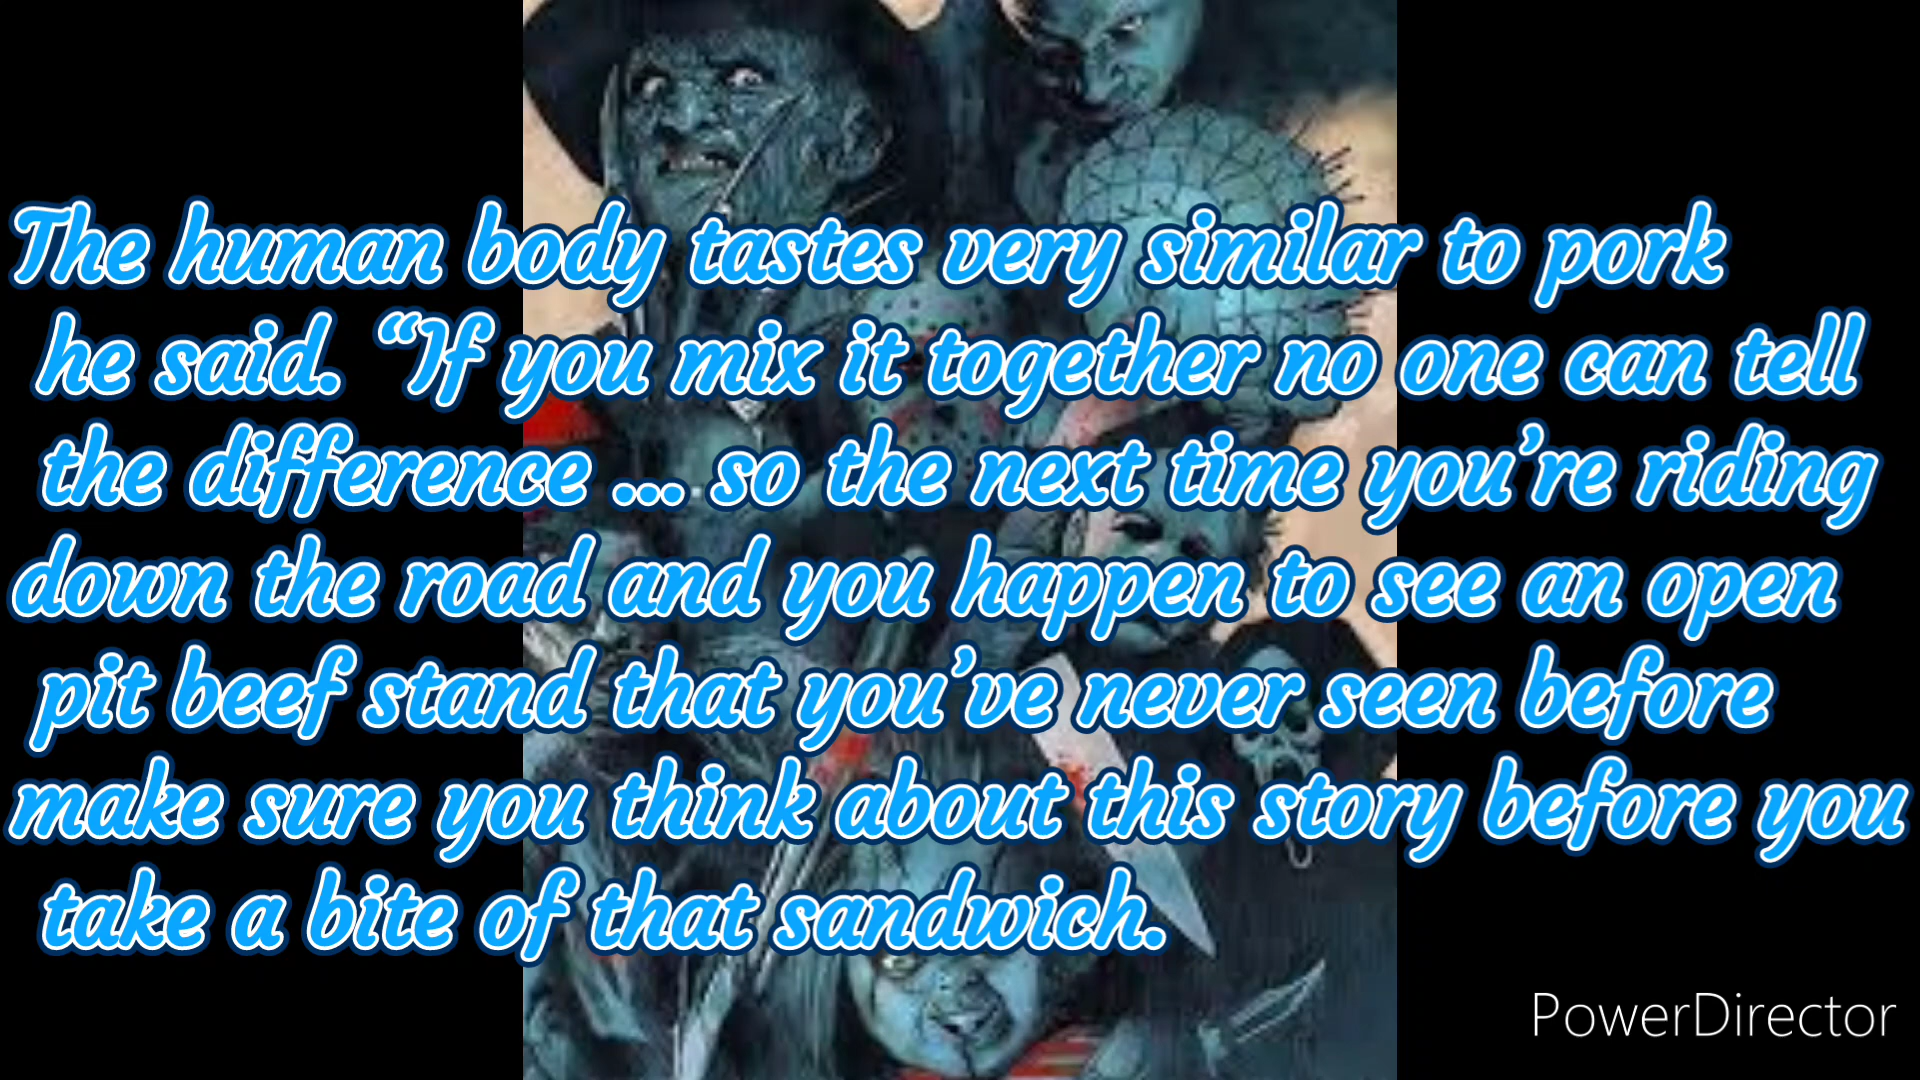 The human body tastes very similar to pork
he said. “If you mix it together no one can tell
the difference ... so the next time you’re riding
down the road and you happen to see an open
pit beef stand that you’ve never seen before
make sure you think about this story before you
take a bite of that sandwich.
PowerDirector